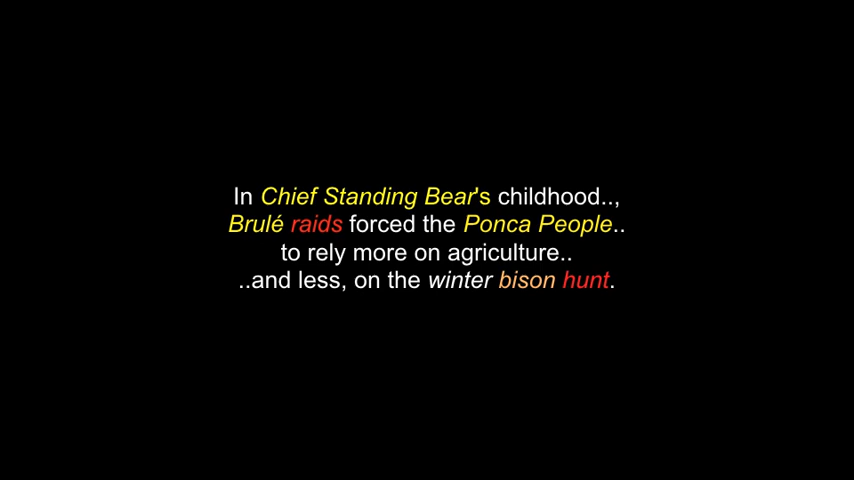 In Chief Standing Bear's childhood..,
Brulé raids forced the Ponca People..
to rely more on agriculture..
..and less, on the winter bison hunt.